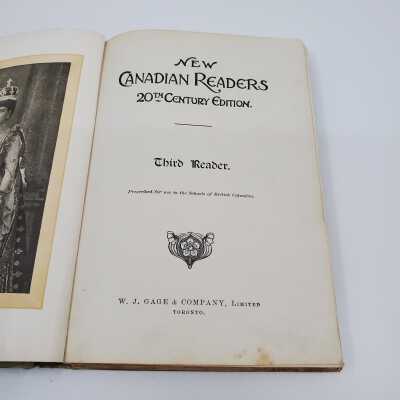 NEW
CANADIAN READERS
20TH CENTURY EDITION.
Third Reader.
Prescribed for use in the Schools of British Columbia.
W. J. GAGE & COMPANY, LIMITED
TORONTO.